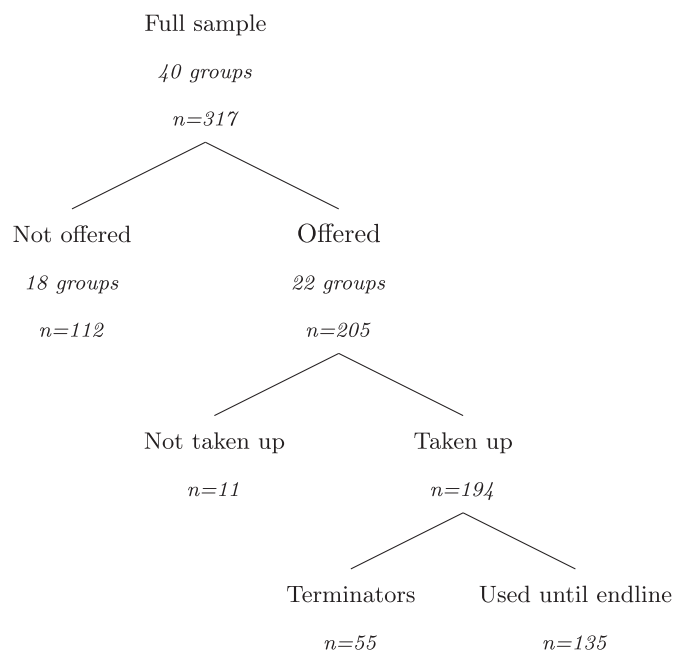 Full sample
40 groups
n=317
Not offered
Offered
18 groups
22 groups
n=112
n=205
Not taken up
Taken up
n=11
n=194
Terminators
Used until endline
n=55
n=135